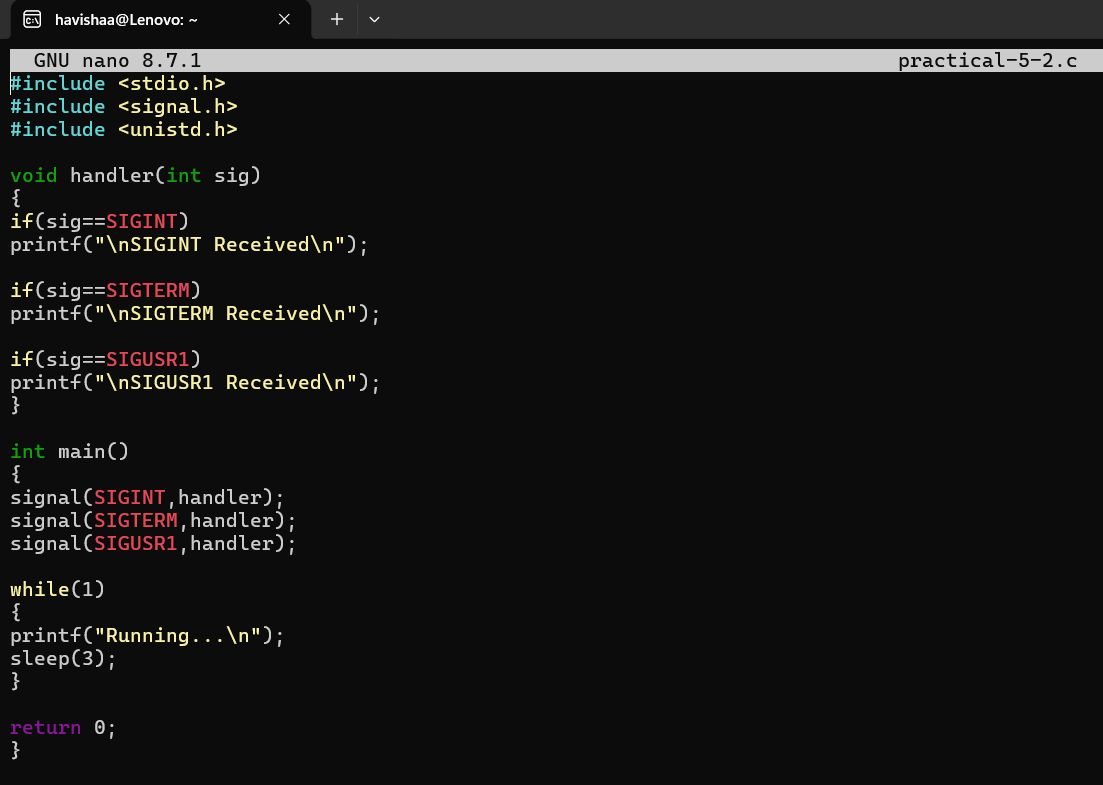 havishaa@Lenovo: ~
GNU nano 8.7.1 practical-5-2.c
#include <stdio.h>
#include <signal.h>
#include <unistd.h>
void handler(int sig)
{
if(sig==SIGINT)
printf("\nSIGINT Received\n");
if(sig==SIGTERM)
printf("\nSIGTERM Received\n");
if(sig==SIGUSR1)
printf("\nSIGUSR1 Received\n");
}
int main()
{
signal(SIGINT,handler);
signal(SIGTERM,handler);
signal(SIGUSR1,handler);
while(1)
{
printf("Running...\n");
sleep(3);
}
return 0;
}